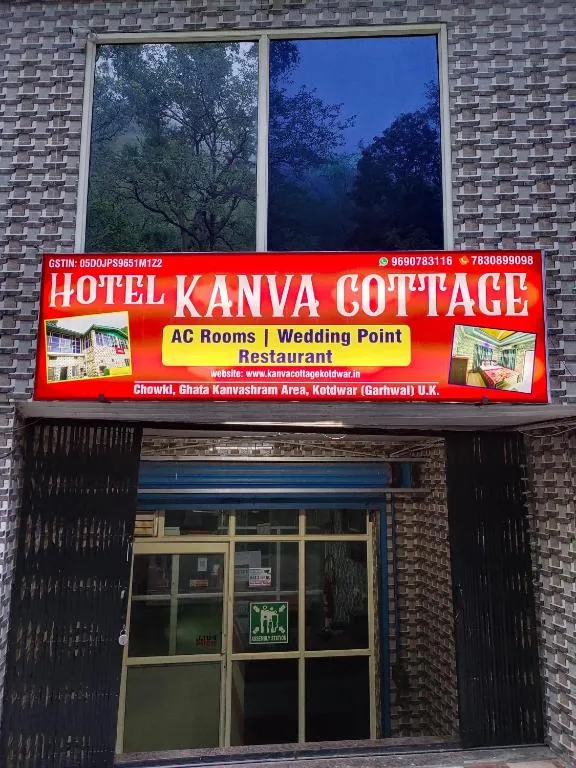 GSTIN: 05DOJPS9651M1Z2
9690783116 7830899098
HOTEL KANVA COTTAGE
AC Rooms | Wedding Point
Restaurant
website: www.kanvacottagekotdwar.in
Chowki, Ghata Kanvashram Area, Kotdwar (Garhwal) U.K.
ASSEMBLY STATION